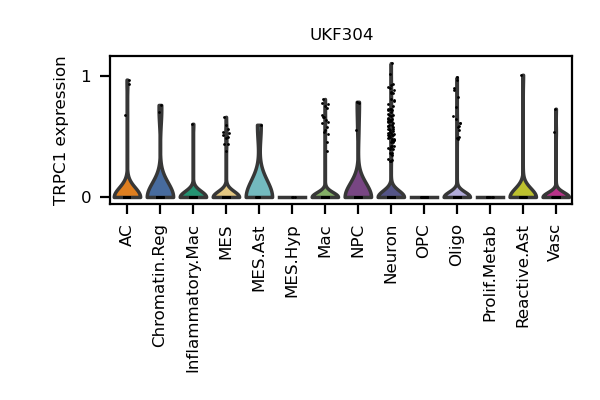 UKF304
TRPC1 expression
1
0
AC
Chromatin.Reg
Inflammatory.Mac
MES
MES.Ast
MES.Hyp
Mac
NPC
Neuron
OPC
Oligo
Prolif.Metab
Reactive.Ast
Vasc